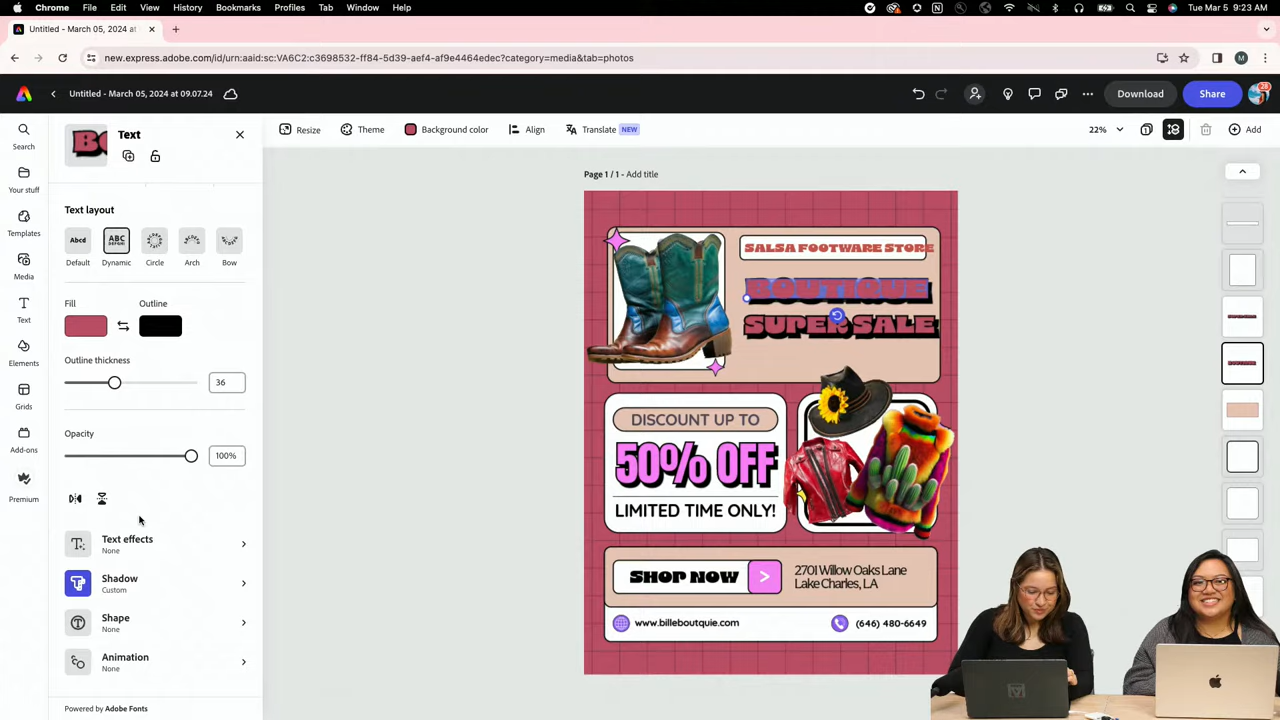 Chrome File Edit View History Bookmarks Profiles Tab Window Help
Tue Mar 5 9:23 AM
Untitled - March 05, 2024 at
new.express.adobe.com/id/urn:aaid:sc:VA6C2:c3698532-ff84-5d39-aef4-af9e4464edec?category=media&tab=photos
M
Untitled - March 05, 2024 at 09.07.24
Download
Share
28
Search
Your stuff
Templates
Media
Text
Elements
Grids
Add-ons
Premium
Text
Resize
Theme
Background color
Align
Translate NEW
22%
1
Add
Text layout
Abcd
Default
ABC
Dynamic
Circle
Arch
Bow
Fill
Outline
Outline thickness
36
Opacity
100%
Text effects
None
Shadow
Custom
Shape
None
Animation
None
Powered by Adobe Fonts
Page 1 / 1 - Add title
SALSA FOOTWARE STORE
BOUTIQUE
SUPER SALE
DISCOUNT UP TO
50% OFF
LIMITED TIME ONLY!
SHOP NOW >
2701 Willow Oaks Lane
Lake Charles, LA
www.billeboutquie.com
(646) 480-6649